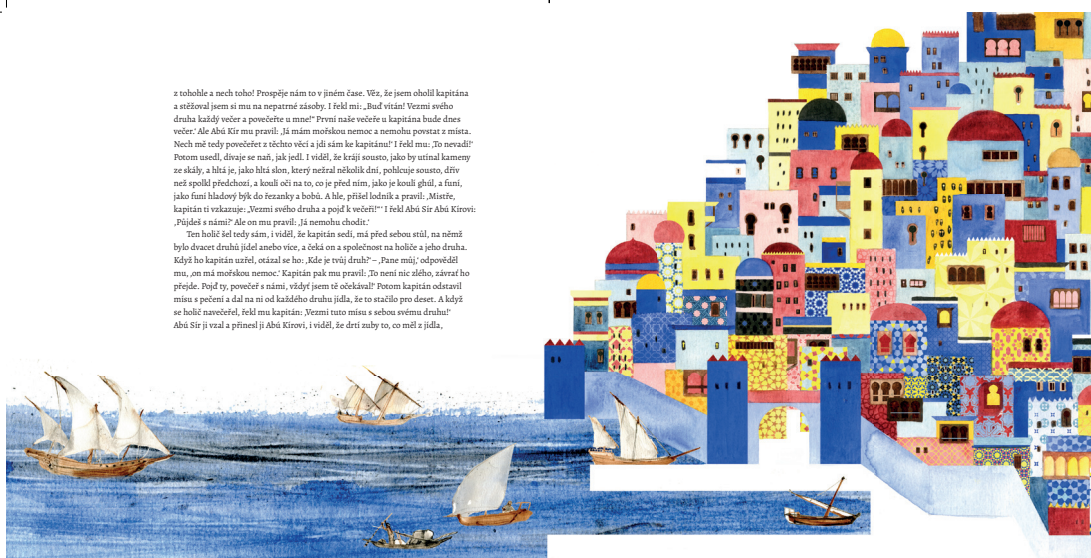 z tohohle a nech toho! Prospěje nám to v jiném čase. Věz, že jsem oholil kapitána
a stěžoval jsem si mu na nepatrné zásoby. I řekl mi: „Buď vítán! Vezmi svého
druha každý večer a povečeřte u mne!“ První naše večeře u kapitána bude dnes
večer.‘ Ale Abú Kír mu pravil: ‚Já mám mořskou nemoc a nemohu povstat z místa.
Nech mě tedy povečeřet z těchto věcí a jdi sám ke kapitánu!‘ I řekl mu: ‚To nevadí!‘
Potom usedl, dívaje se naň, jak jedl. I viděl, že krájí sousto, jako by utínal kameny
ze skály, a hltá je, jako hltá slon, který nežral několik dní, pohlcuje sousto, dřív
než spolkl předchozí, a koulí oči na to, co je před ním, jako je koulí ghúl, a funí,
jako funí hladový býk do řezanky a bobů. A hle, přišel lodník a pravil: ‚Mistře,
kapitán ti vzkazuje: „Vezmi svého druha a pojď k večeři!“‘ I řekl Abú Sír Abú Kírovi:
‚Půjdeš s námi?‘ Ale on mu pravil: ‚Já nemohu chodit.‘
Ten holič šel tedy sám, i viděl, že kapitán sedí, má před sebou stůl, na němž
bylo dvacet druhů jídel anebo více, a čeká on a společnost na holiče a jeho druha.
Když ho kapitán uzřel, otázal se ho: ‚Kde je tvůj druh?‘ – ‚Pane můj,‘ odpověděl
mu, ‚on má mořskou nemoc.‘ Kapitán pak mu pravil: ‚To není nic zlého, závrať ho
přejde. Pojď ty, povečeř s námi, vždyť jsem tě očekával!‘ Potom kapitán odstavil
mísu s pečení a dal na ni od každého druhu jídla, že to stačilo pro deset. A když
se holič navečeřel, řekl mu kapitán: ‚Vezmi tuto mísu s sebou svému druhu!‘
Abú Sír ji vzal a přinesl ji Abú Kírovi, i viděl, že drtí zuby to, co měl z jídla,